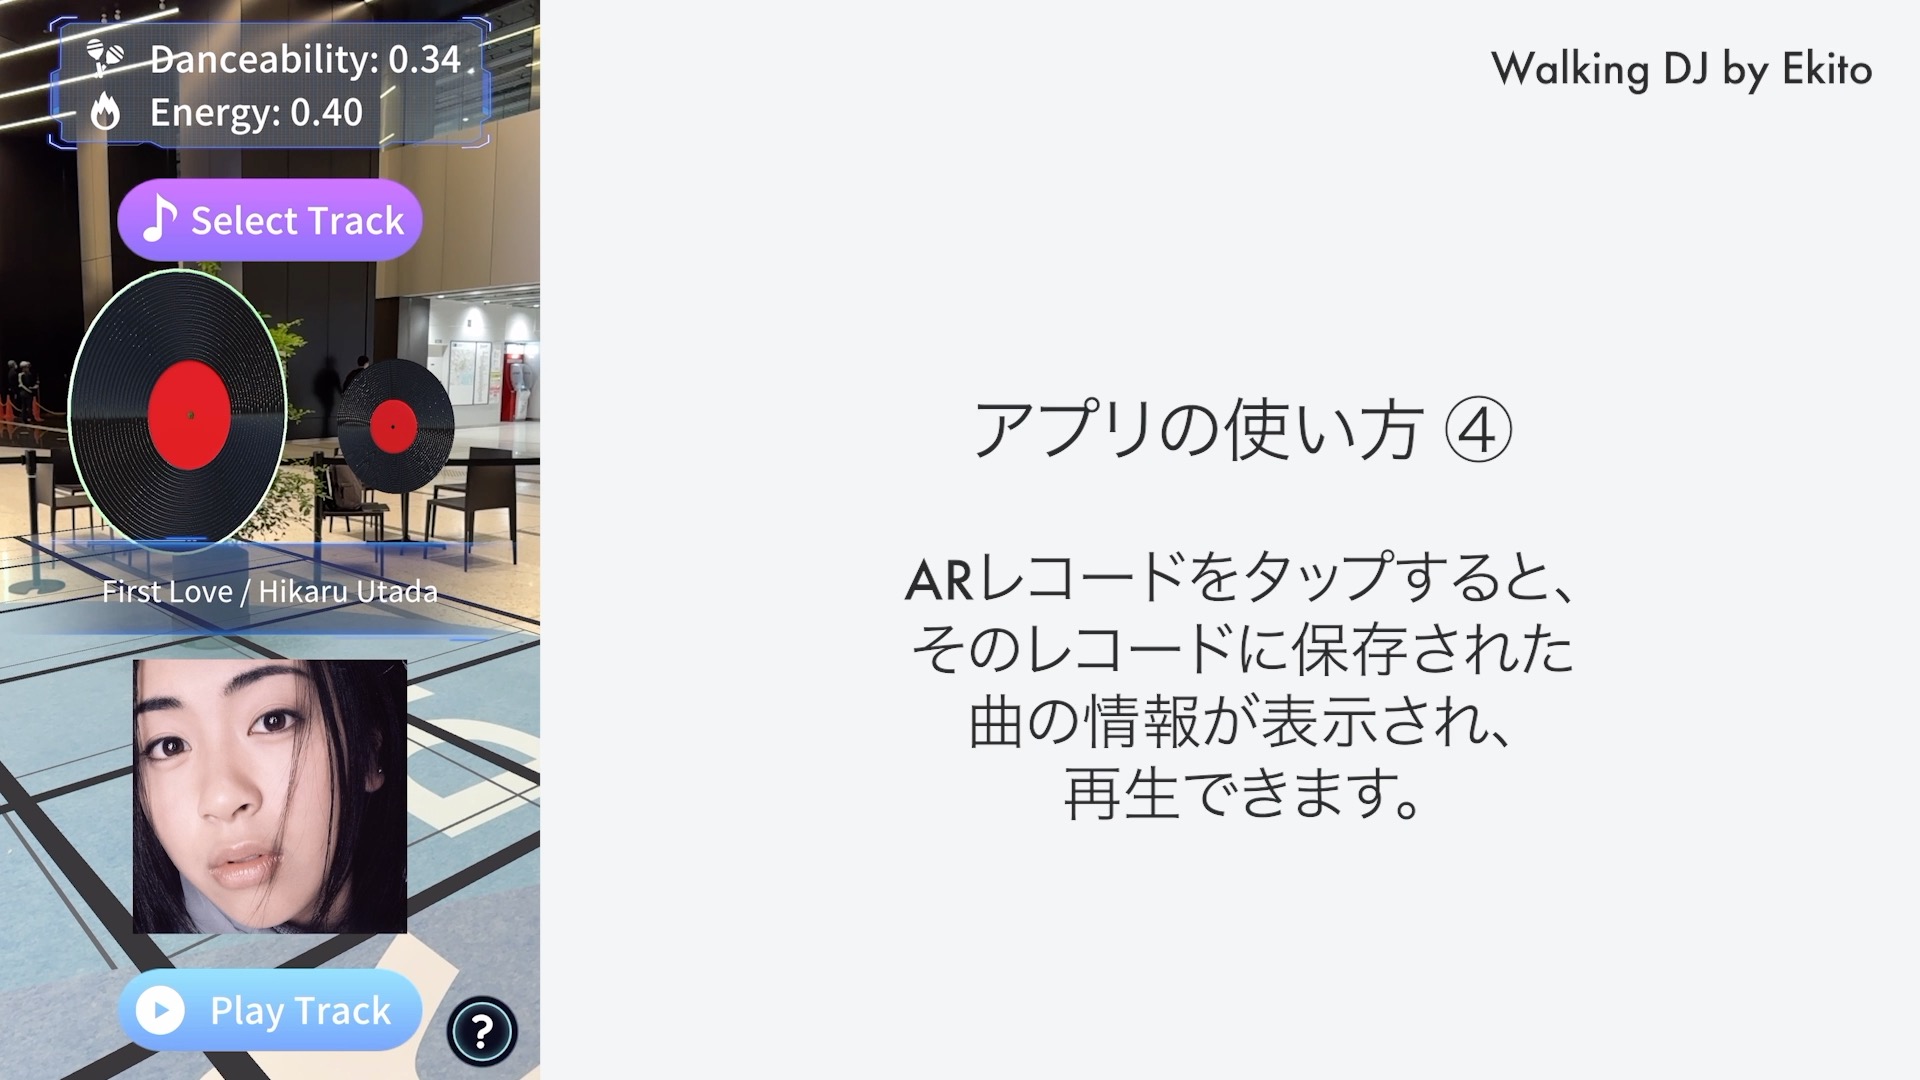 Danceability: 0.34
Energy: 0.40
Select Track
First Love / Hikaru Utada
Play Track
?
Walking DJ by Ekito
アプリの使い方 ④
ARレコードをタップすると、
そのレコードに保存された
曲の情報が表示され、
再生できます。